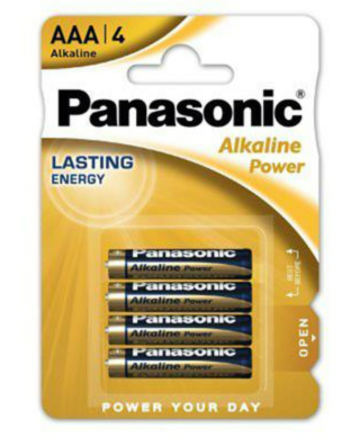 AAA|4
Alkaline
Panasonic®
Alkaline
Power
LASTING
ENERGY
Panasonic
Alkaline Power
Panasonic
Alkaline Power
Panasonic
Alkaline Power
Panasonic
Alkaline Power
OPEN
POWER YOUR DAY